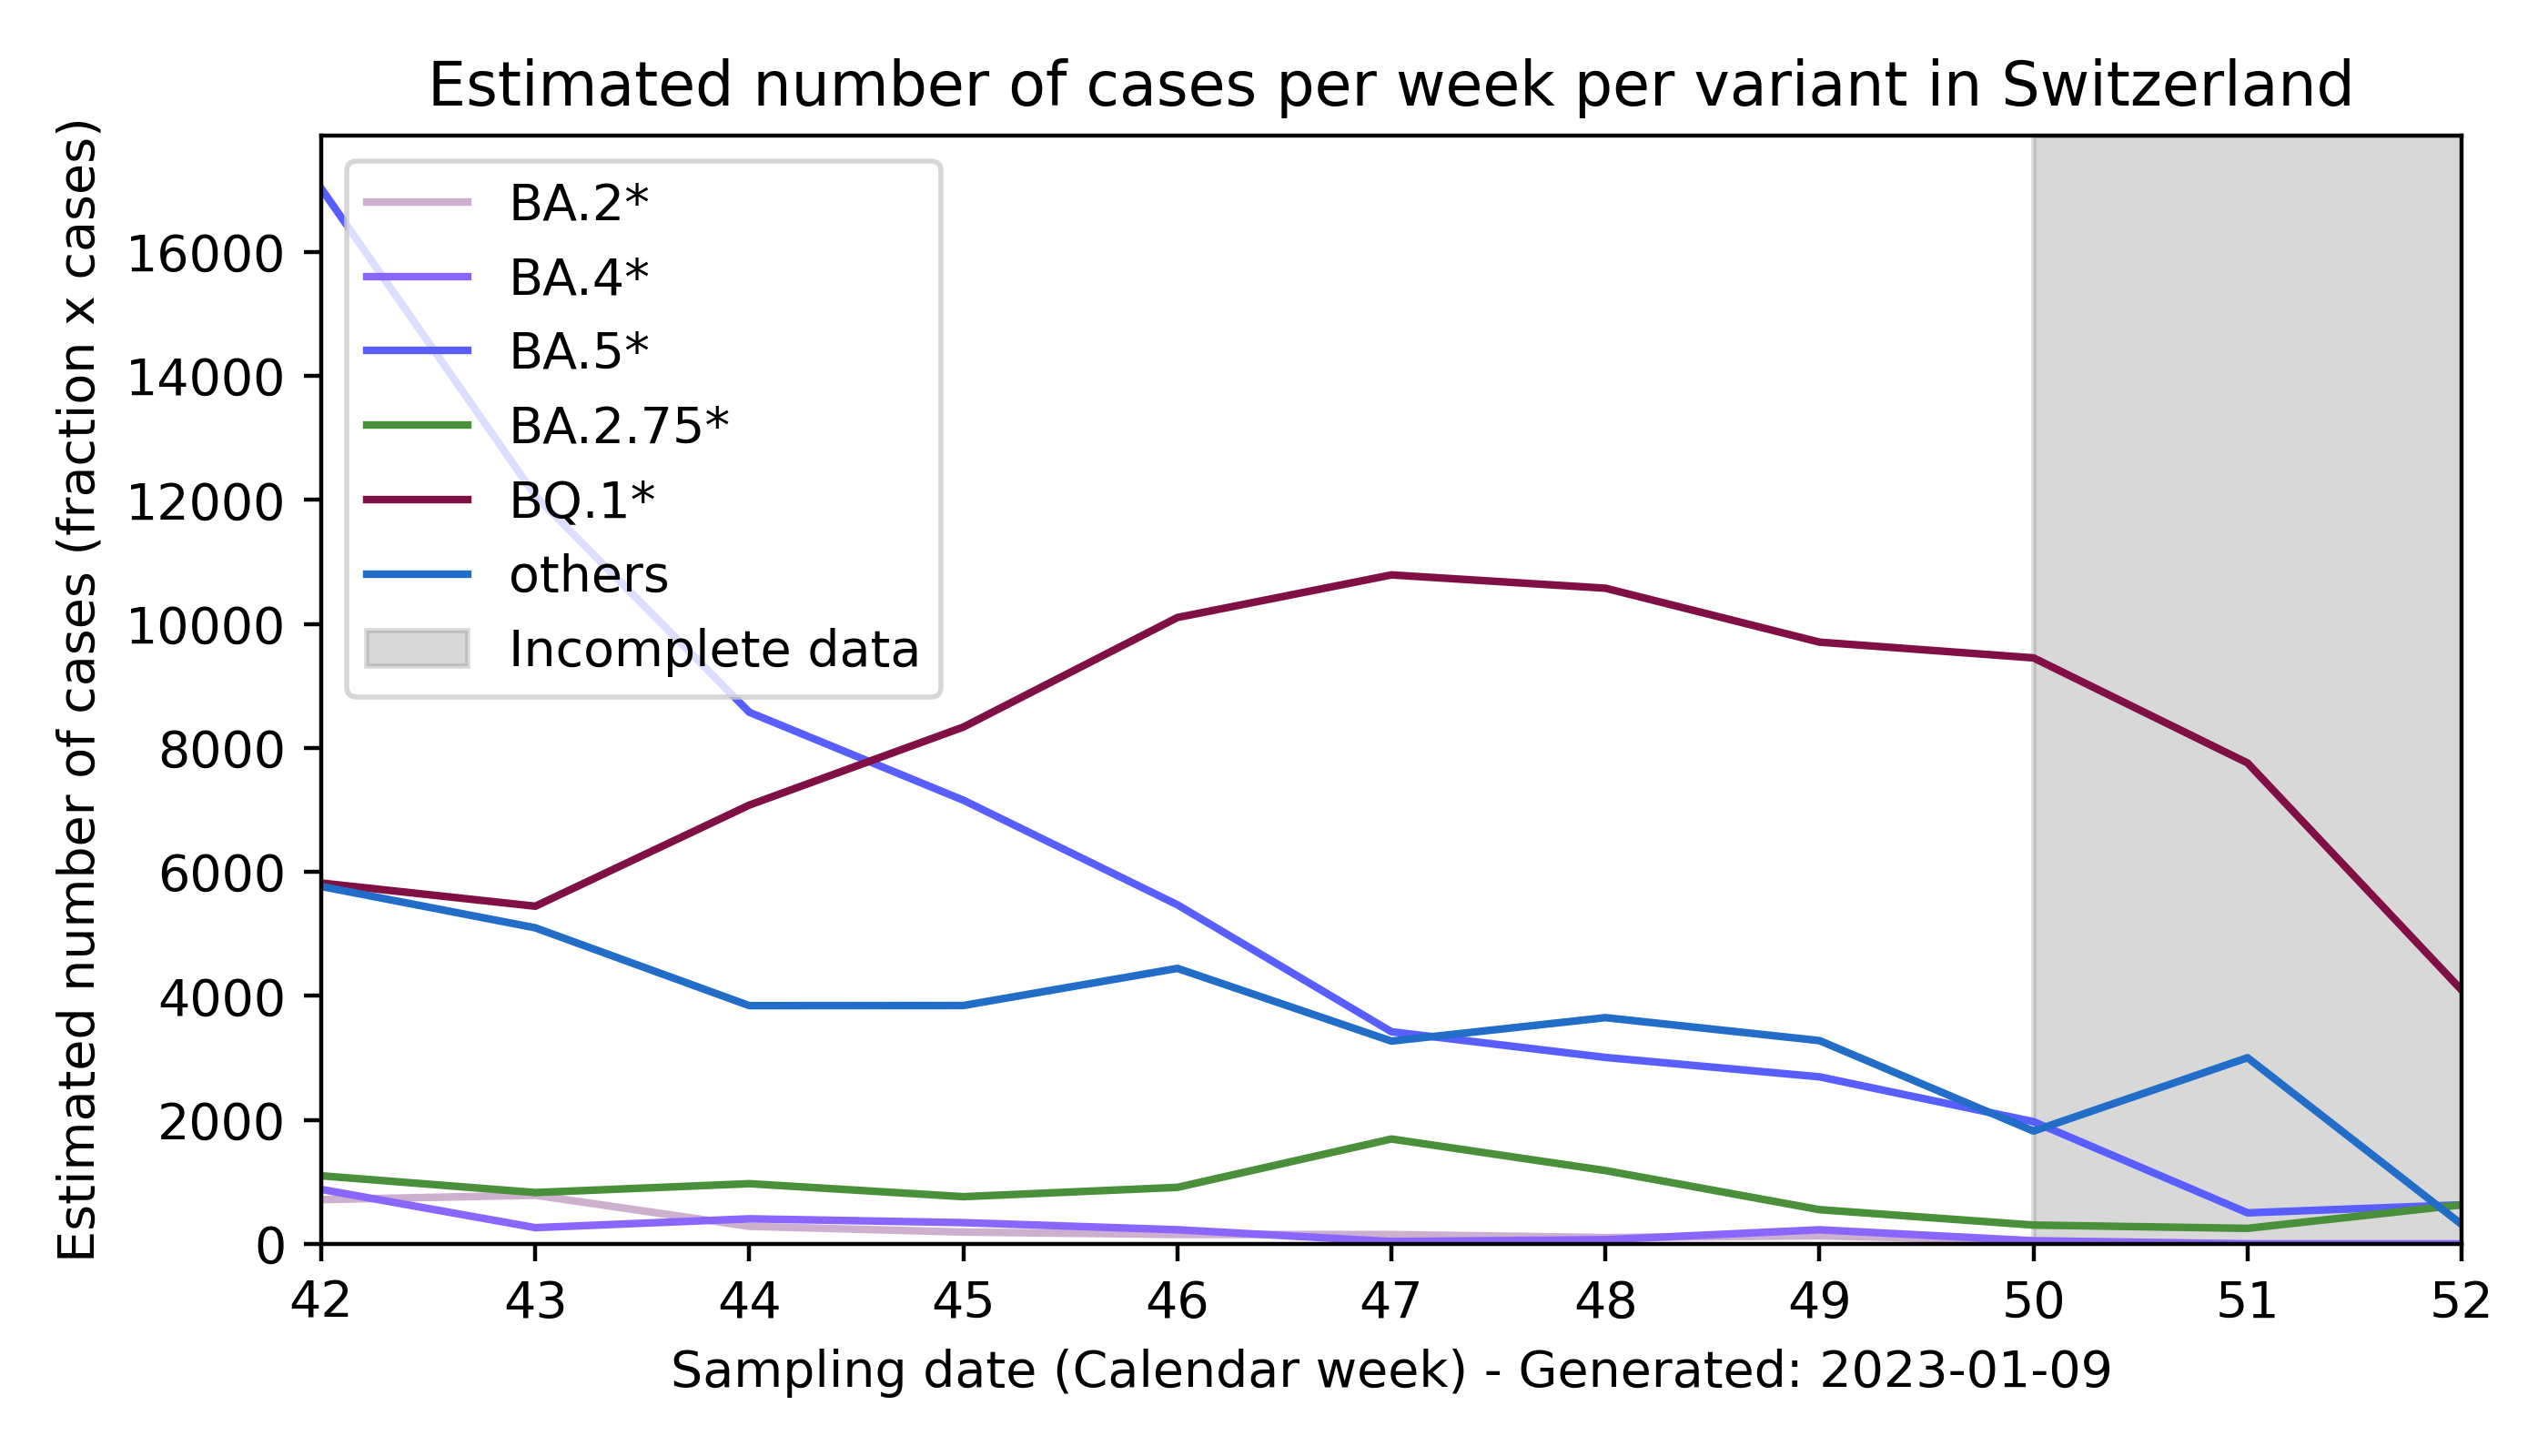 Estimated number of cases per week per variant in Switzerland
Estimated number of cases (fraction x cases)
16000
14000
12000
10000
8000
6000
4000
2000
0
BA.2*
BA.4*
BA.5*
BA.2.75*
BQ.1*
others
Incomplete data
42 43 44 45 46 47 48 49 50 51 52
Sampling date (Calendar week) - Generated: 2023-01-09